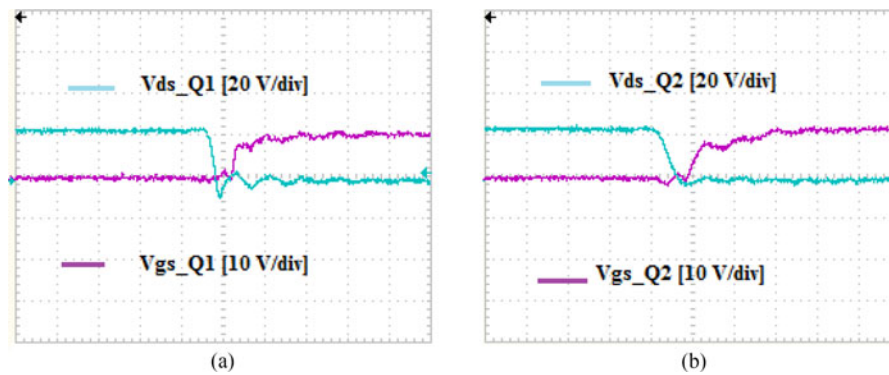 Vds_Q1 [20 V/div]
Vgs_Q1 [10 V/div]
(a)
Vds_Q2 [20 V/div]
Vgs_Q2 [10 V/div]
(b)